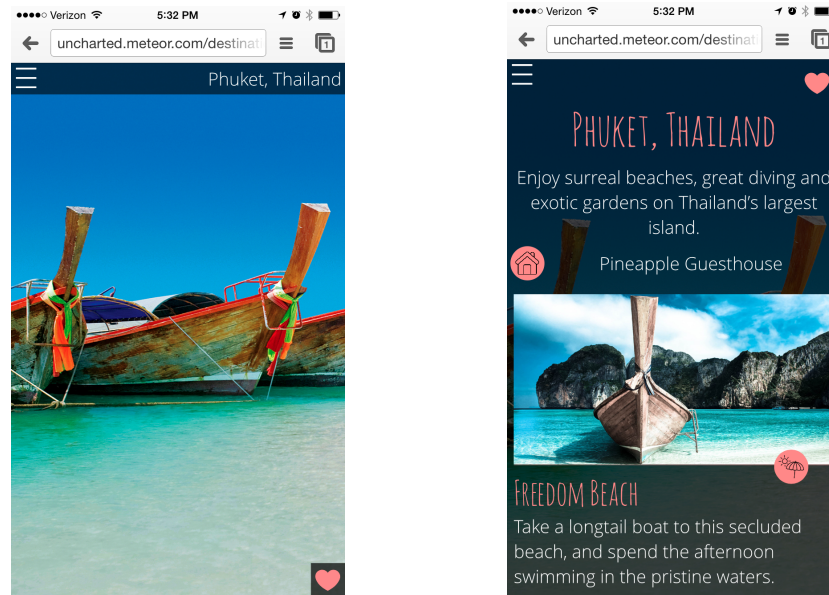 Verizon 5:32 PM
uncharted.meteor.com/destinat
1
Phuket, Thailand
Verizon 5:32 PM
uncharted.meteor.com/destinat
1
Phuket, Thailand
Enjoy surreal beaches, great diving and
exotic gardens on Thailand's largest
island.
Pineapple Guesthouse
Freedom Beach
Take a longtail boat to this secluded
beach, and spend the afternoon
swimming in the pristine waters.